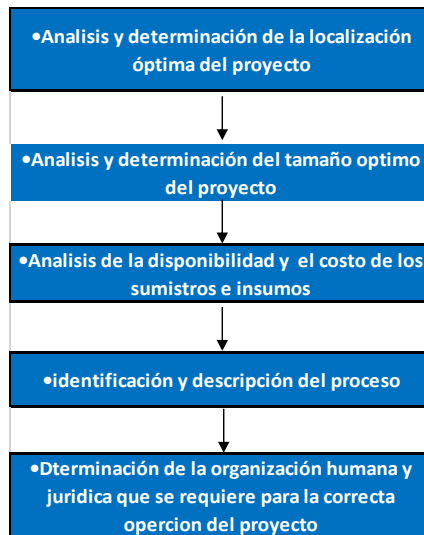 •Analisis y determinación de la localización
óptima del proyecto
•Analisis y determinación del tamaño optimo
del proyecto
•Analisis de la disponibilidad y el costo de los
sumistros e insumos
•identificación y descripción del proceso
•Dterminación de la organización humana y
juridica que se requiere para la correcta
opercion del proyecto